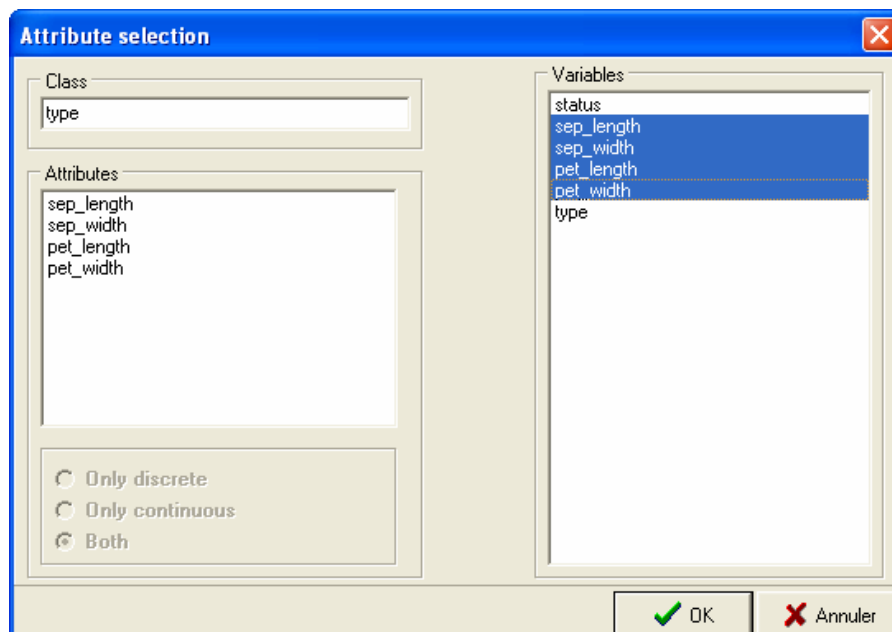 Attribute selection
Class
type
Attributes
sep_length
sep_width
pet_length
pet_width
Only discrete
Only continuous
Both
Variables
status
sep_length
sep_width
pet_length
pet_width
type
OK
Annuler